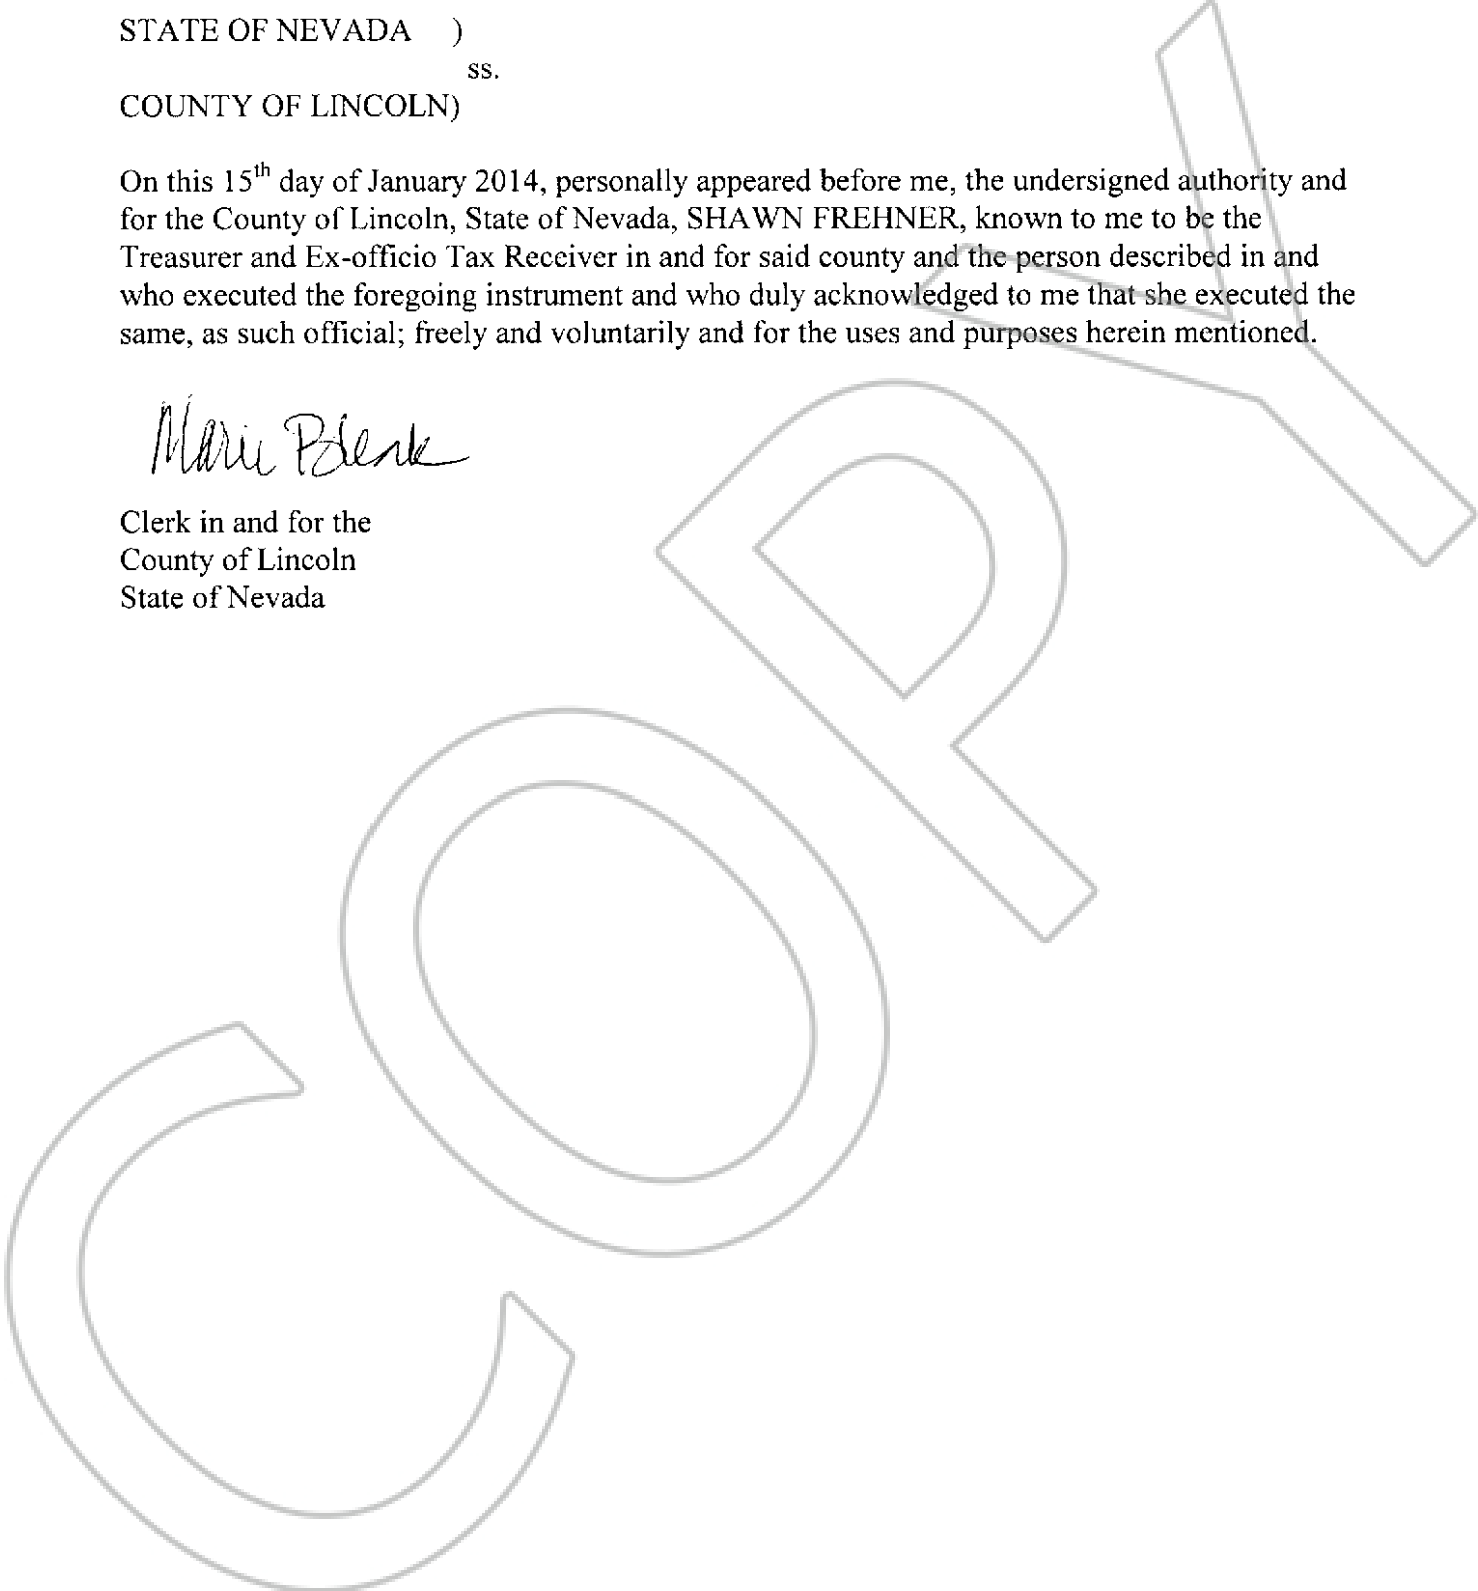 STATE OF NEVADA )
ss.
COUNTY OF LINCOLN)
On this 15th day of January 2014, personally appeared before me, the undersigned authority and
for the County of Lincoln, State of Nevada, SHAWN FREHNER, known to me to be the
Treasurer and Ex-officio Tax Receiver in and for said county and the person described in and
who executed the foregoing instrument and who duly acknowledged to me that she executed the
same, as such official; freely and voluntarily and for the uses and purposes herein mentioned.
Marie
Clerk in and for the
County of Lincoln
State of Nevada
COPY